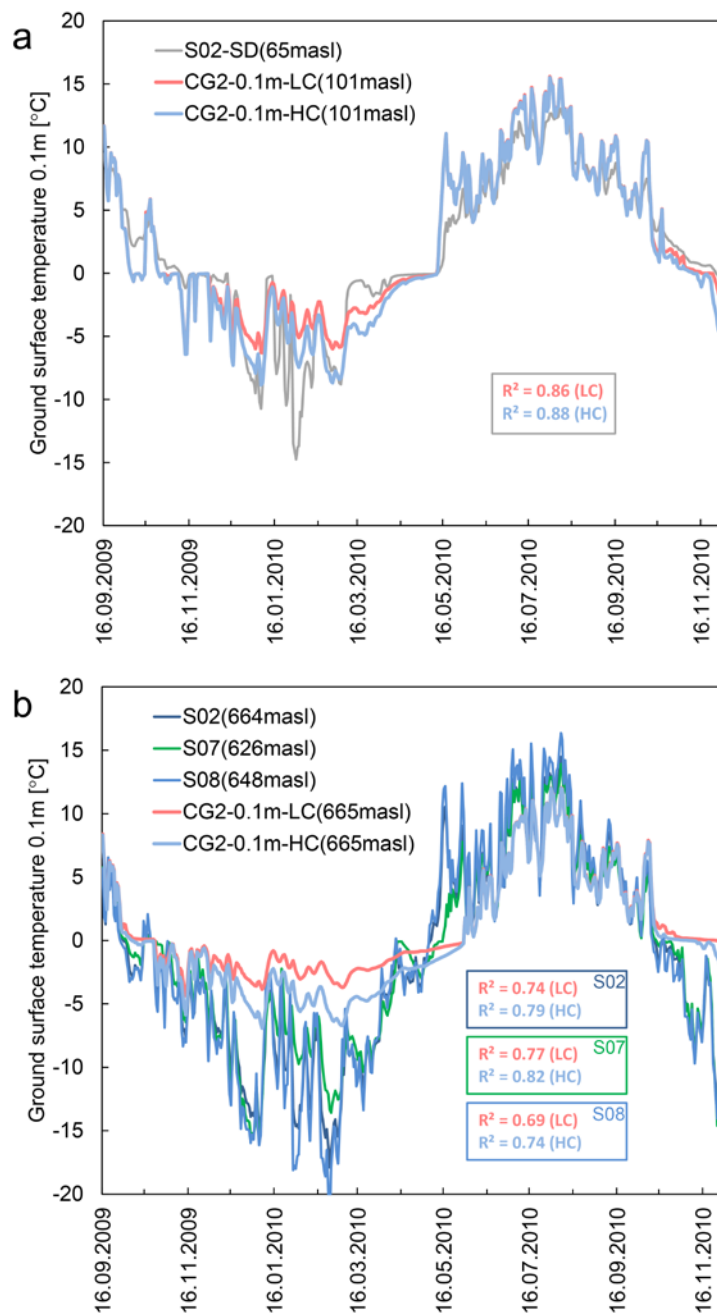 a
S02-SD(65masl)
CG2-0.1m-LC(101masl)
CG2-0.1m-HC(101masl)
Ground surface temperature 0.1m [°C]
20
15
10
5
0
-5
-10
-15
-20
R² = 0.86 (LC)
R² = 0.88 (HC)
16.09.2009
16.11.2009
16.01.2010
16.03.2010
16.05.2010
16.07.2010
16.09.2010
16.11.2010
b
S02(664masl)
S07(626masl)
S08(648masl)
CG2-0.1m-LC(665masl)
CG2-0.1m-HC(665masl)
Ground surface temperature 0.1m [°C]
20
15
10
5
0
-5
-10
-15
-20
R² = 0.74 (LC) S02
R² = 0.79 (HC)
R² = 0.77 (LC) S07
R² = 0.82 (HC)
R² = 0.69 (LC) S08
R² = 0.74 (HC)
16.09.2009
16.11.2009
16.01.2010
16.03.2010
16.05.2010
16.07.2010
16.09.2010
16.11.2010